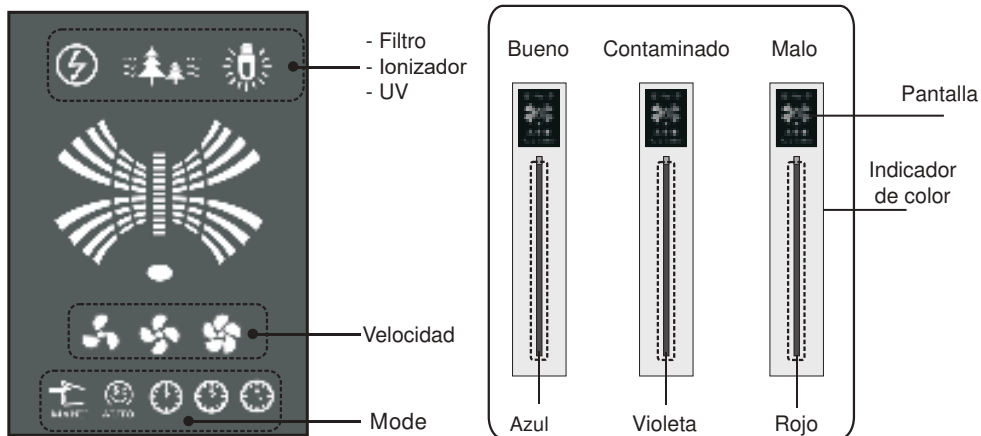 - Filtro
- Ionizador
- UV
Velocidad
Mode
Bueno
Contaminado
Malo
Pantalla
Indicador
de color
Azul
Violeta
Rojo